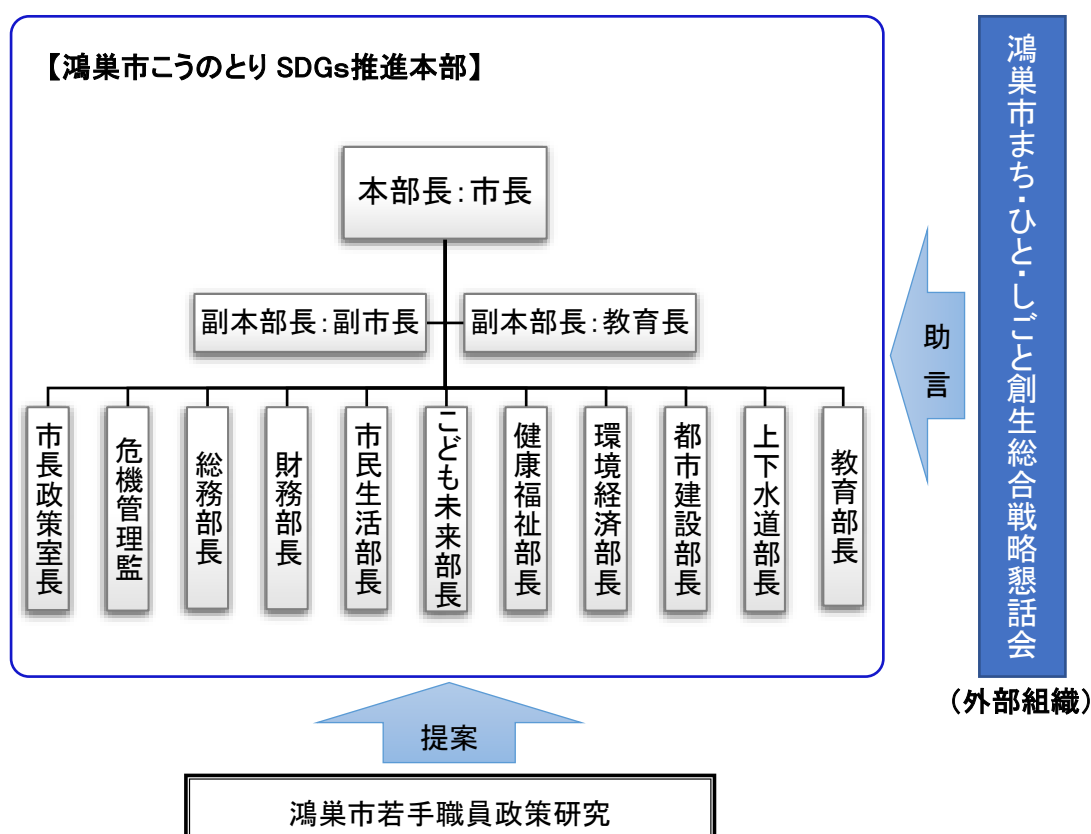 【鴻巣市こうのとり SDGs推進本部】
本部長：市長
副本部長：副市長
副本部長：教育長
市長政策室長
危機管理監
総務部長
財務部長
市民生活部長
こども未来部長
健康福祉部長
環境経済部長
都市建設部長
上下水道部長
教育部長
助言
鴻巣市まち・ひと・しごと創生総合戦略懇話会
（外部組織）
提案
鴻巣市若手職員政策研究